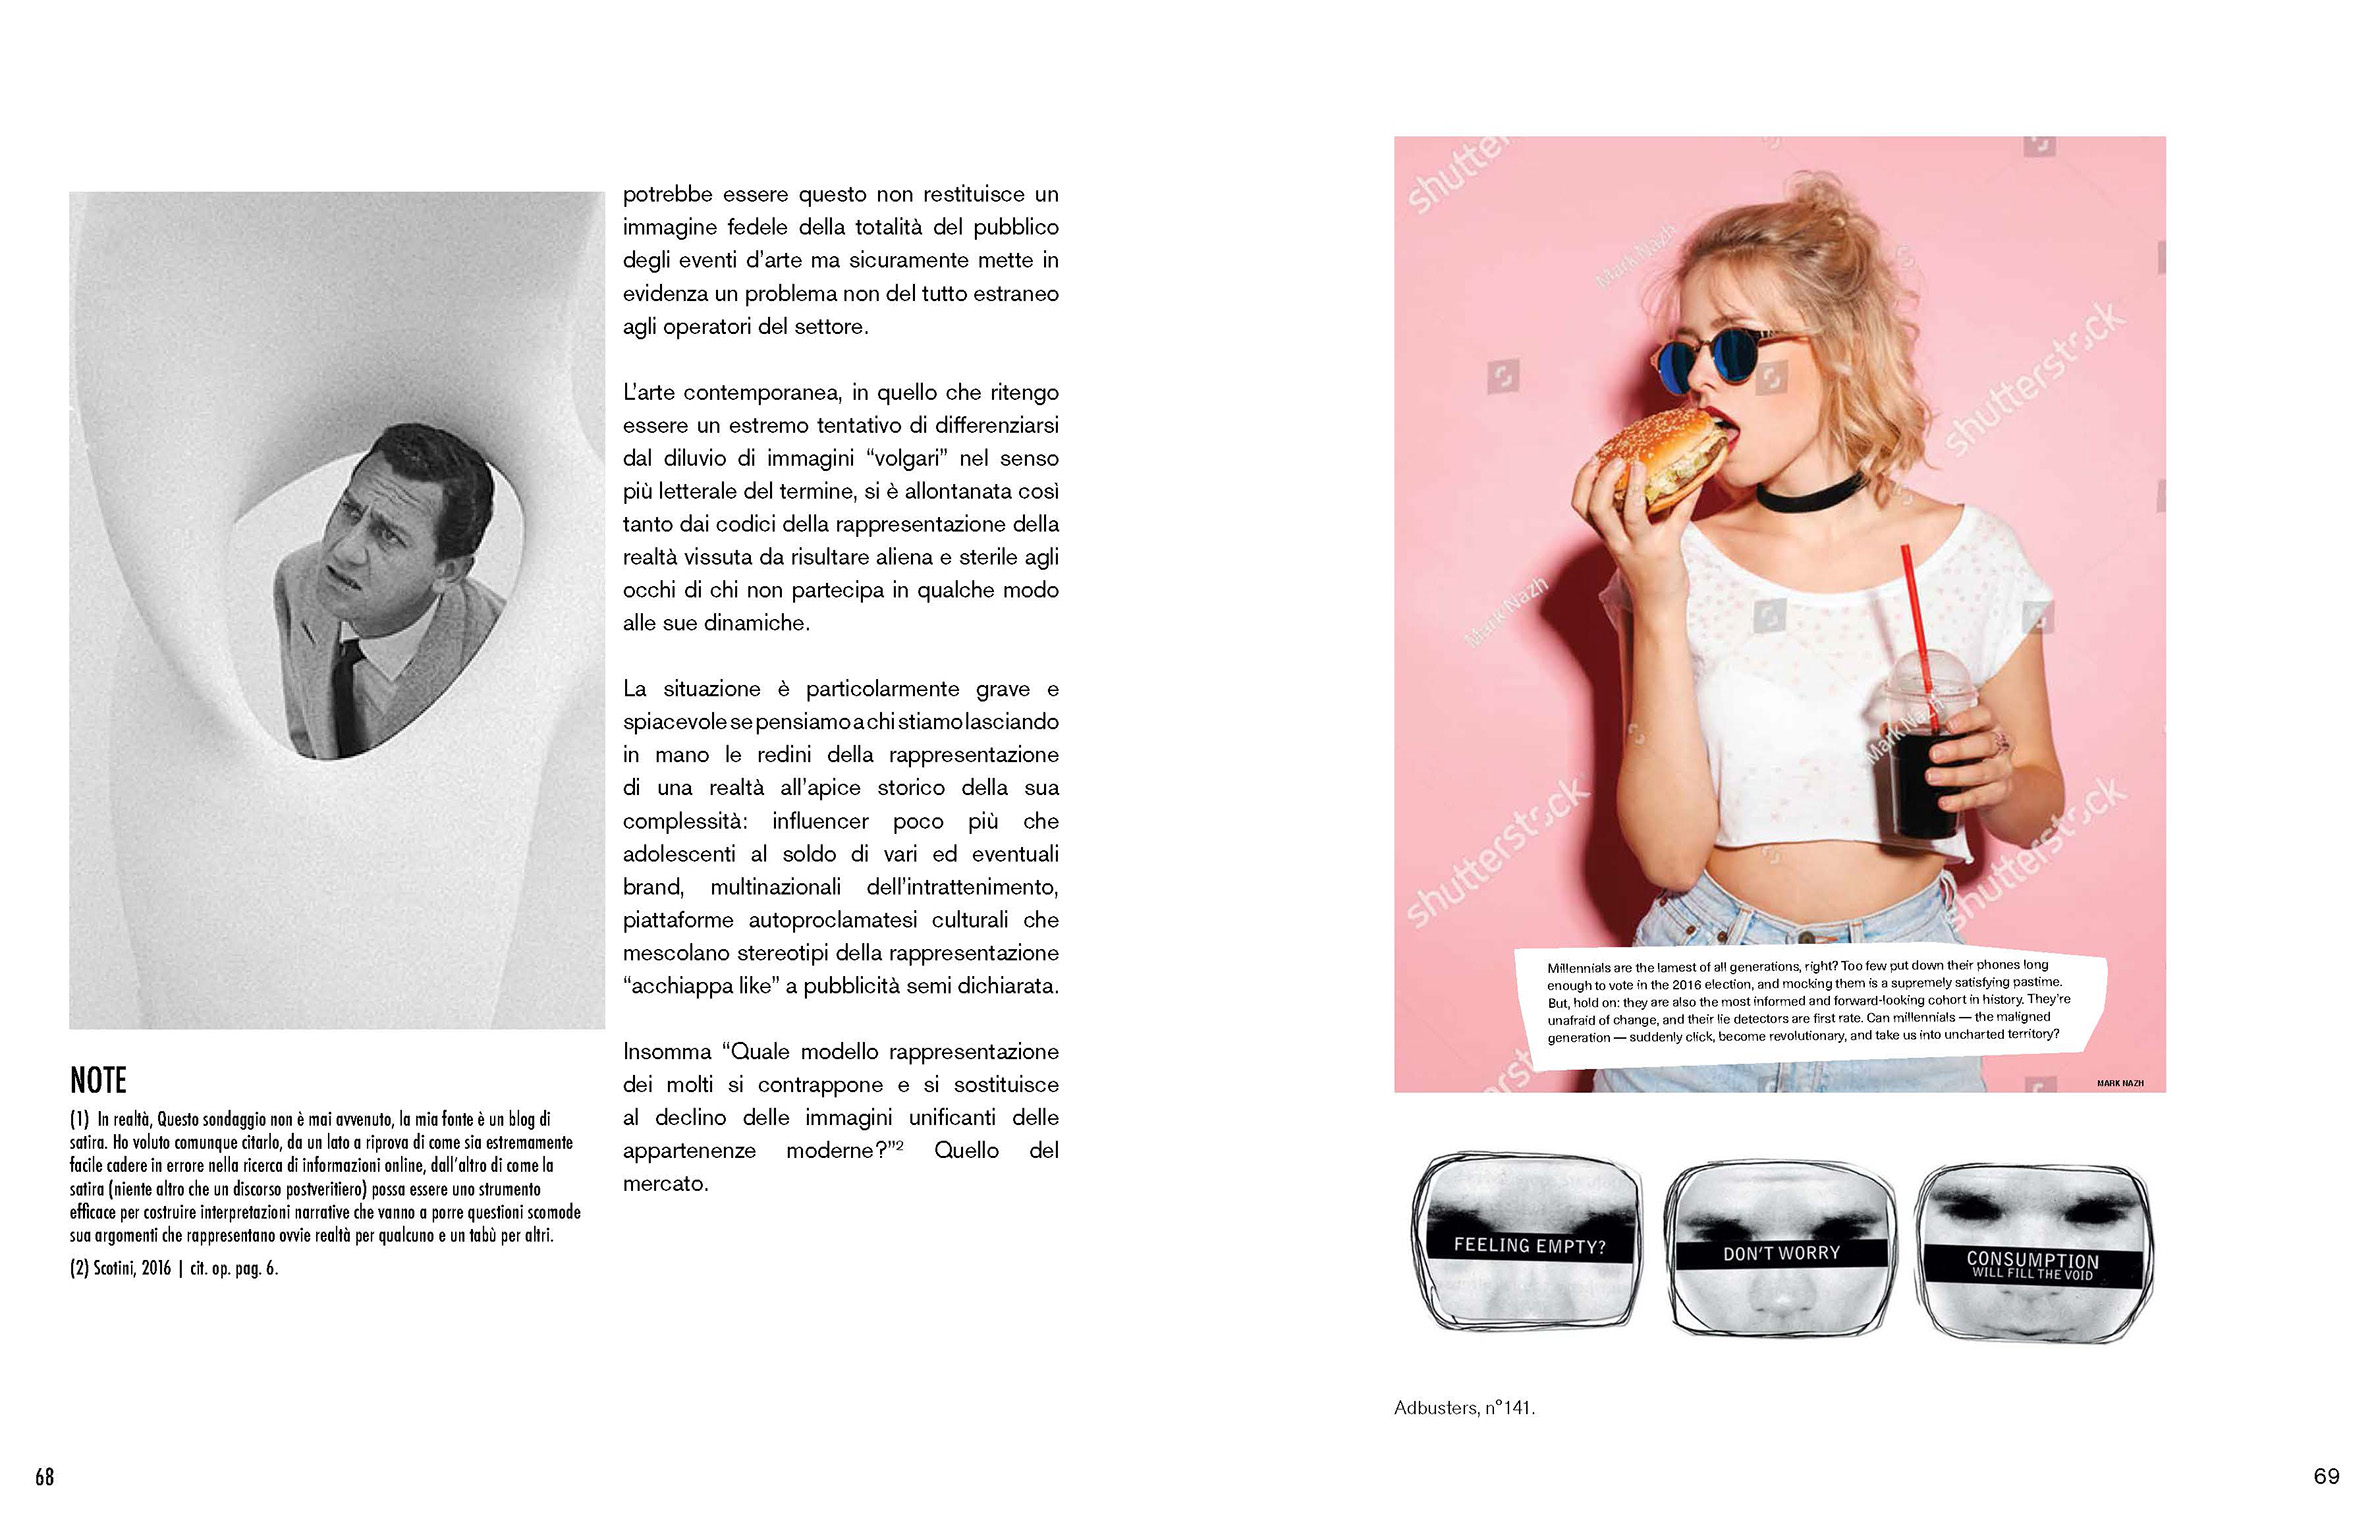 potrebbe essere questo non restituisce un
immagine fedele della totalità del pubblico
degli eventi d’arte ma sicuramente mette in
evidenza un problema non del tutto estraneo
agli operatori del settore.
L’arte contemporanea, in quello che ritengo
essere un estremo tentativo di differenziarsi
dal diluvio di immagini “volgari” nel senso
più letterale del termine, si è allontanata così
tanto dai codici della rappresentazione della
realtà vissuta da risultare aliena e sterile agli
occhi di chi non partecipa in qualche modo
alle sue dinamiche.
La situazione è particolarmente grave e
spiacevole se pensiamo a chi stiamo lasciando
in mano le redini della rappresentazione
di una realtà all’apice storico della sua
complessità: influencer poco più che
adolescenti al soldo di vari ed eventuali
brand, multinazionali dell’intrattenimento,
piattaforme autoproclamatesi culturali che
mescolano stereotipi della rappresentazione
“acchiappa like” a pubblicità semi dichiarata.
Insomma “Quale modello rappresentazione
dei molti si contrappone e si sostituisce
al declino delle immagini unificanti delle
appartenenze moderne?”²  Quello del
mercato.
NOTE
(1) In realtà, Questo sondaggio non è mai avvenuto, la mia fonte è un blog di
satira. Ho voluto comunque citarlo, da un lato a riprova di come sia estremamente
facile cadere in errore nella ricerca di informazioni online, dall’altro di come la
satira (niente altro che un discorso postveritiero) possa essere uno strumento
efficace per costruire interpretazioni narrative che vanno a porre questioni scomode
sua argomenti che rappresentano ovvie realtà per qualcuno e un tabù per altri.
(2) Scotini, 2016 | cit. op. pag. 6.
68
shutte
Mark Nazh
shutterstock
Mark Nazh
Mark Nazh
shutterstock
shutterstock
Millennials are the lamest of all generations, right? Too few put down their phones long
enough to vote in the 2016 election, and mocking them is a supremely satisfying pastime.
But, hold on: they are also the most informed and forward-looking cohort in history. They’re
unafraid of change, and their lie detectors are first rate. Can millennials — the maligned
generation — suddenly click, become revolutionary, and take us into uncharted territory?
MARK NAZH
FEELING EMPTY?
DON'T WORRY
CONSUMPTION
WILL FILL THE VOID
Adbusters, n°141.
69